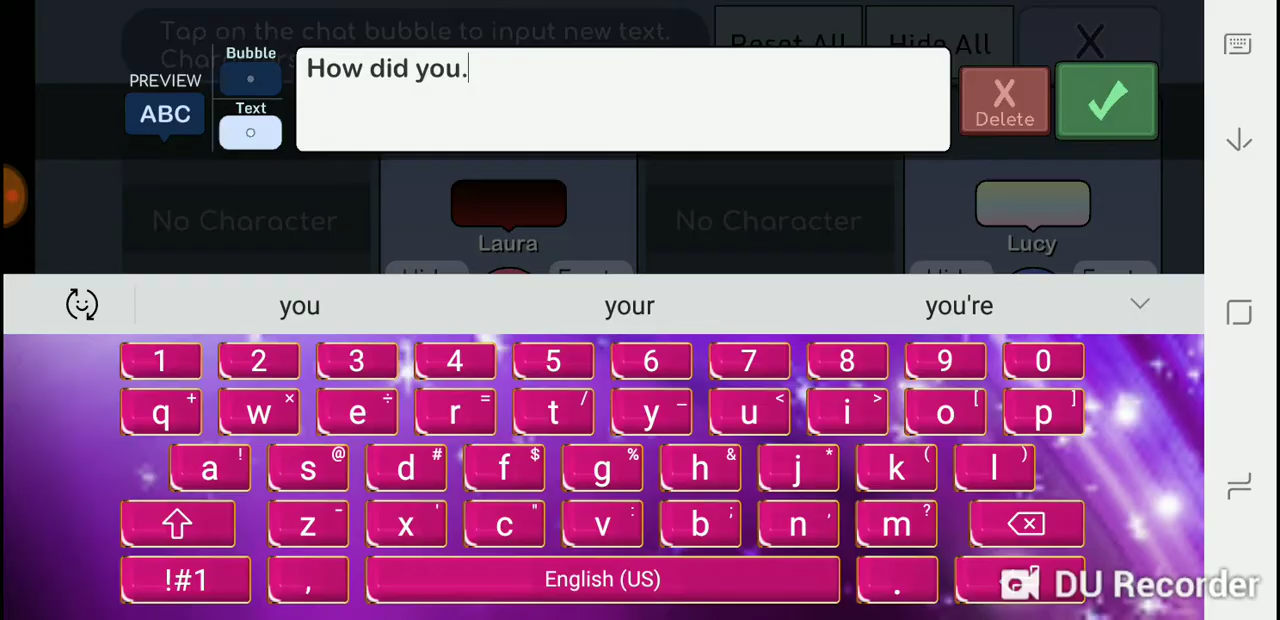 Tap on the chat bubble to input new text.
Reset All
Hide All
X
Bubble
PREVIEW
ABC
Text
How did you.
X
Delete
No Character
Laura
No Character
Lucy
you your you're
1 2 3 4 5 6 7 8 9 0
q + w × e ÷ r = t / y _ u < i > o [ p ]
a ! s @ d # f $ g % h & j * k ( l )
z - x ' c " v : b ; n , m ?
!#1 , English (US) .
DU Recorder